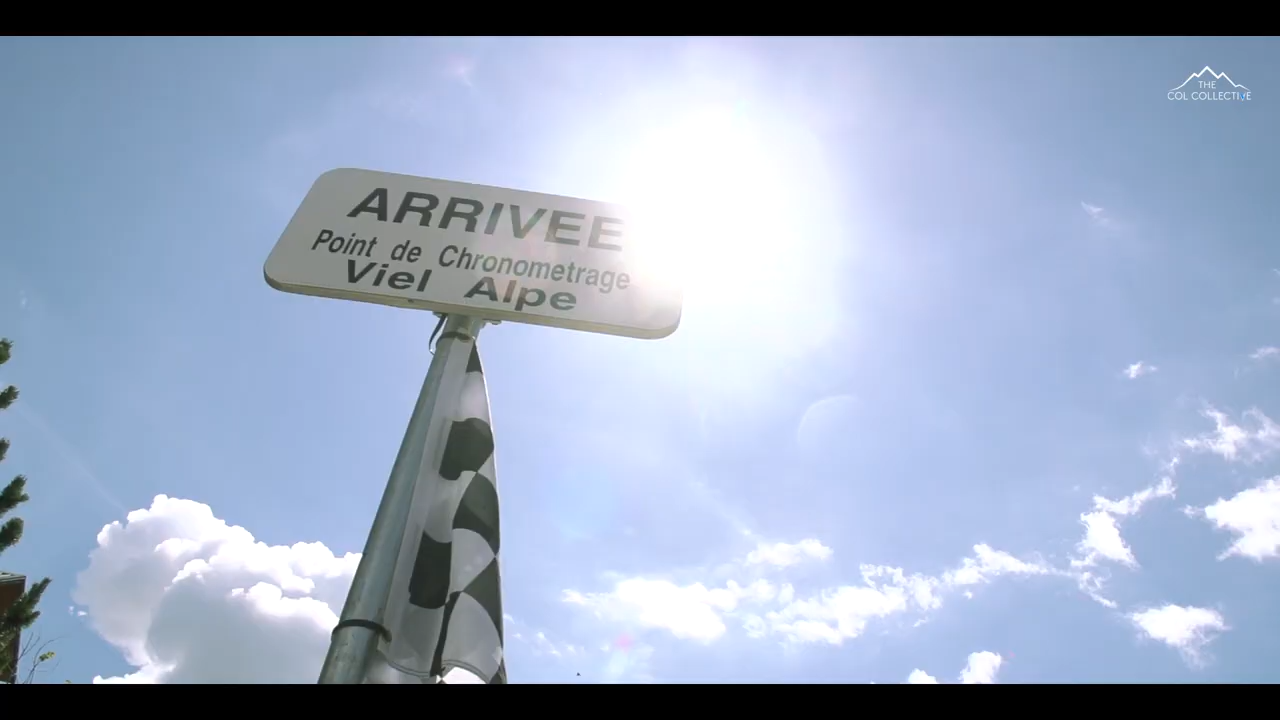 THE
COL COLLECTIVE
ARRIVEE
Point de Chronometrage
Viel Alpe